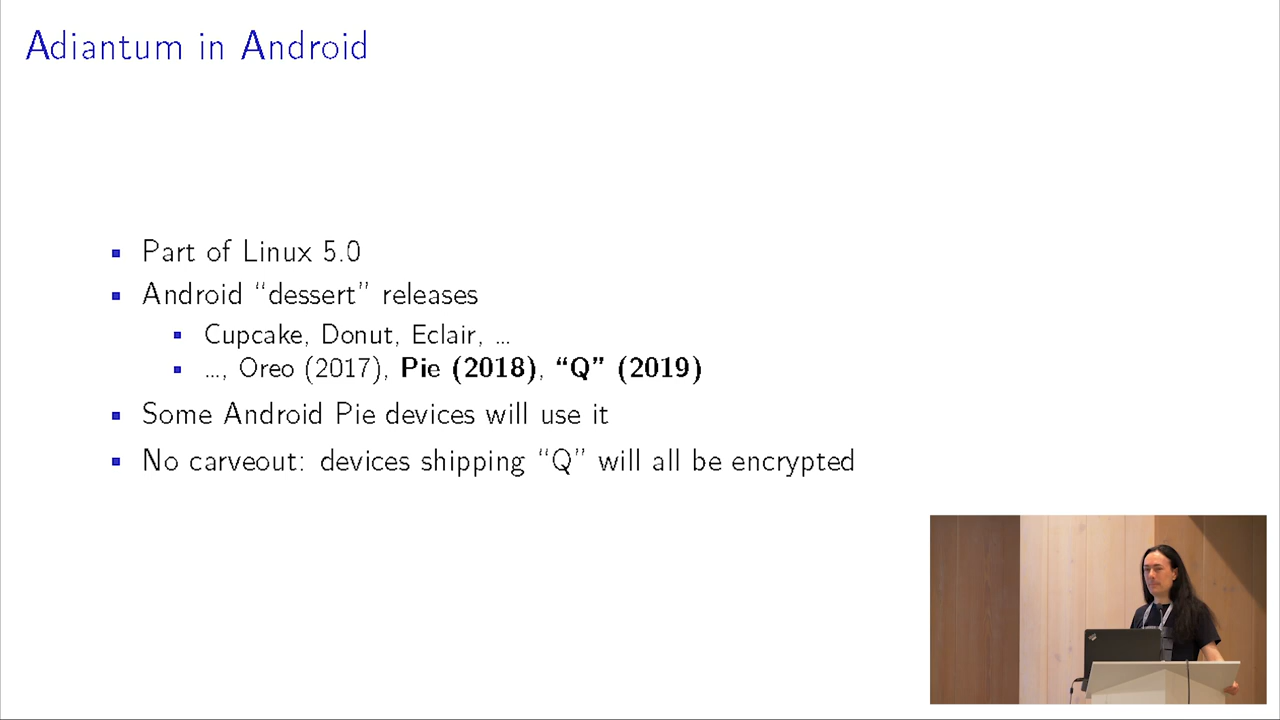 Adiantum in Android
Part of Linux 5.0
Android “dessert” releases
Cupcake, Donut, Eclair, ...
..., Oreo (2017), Pie (2018), “Q” (2019)
Some Android Pie devices will use it
No carveout: devices shipping “Q” will all be encrypted